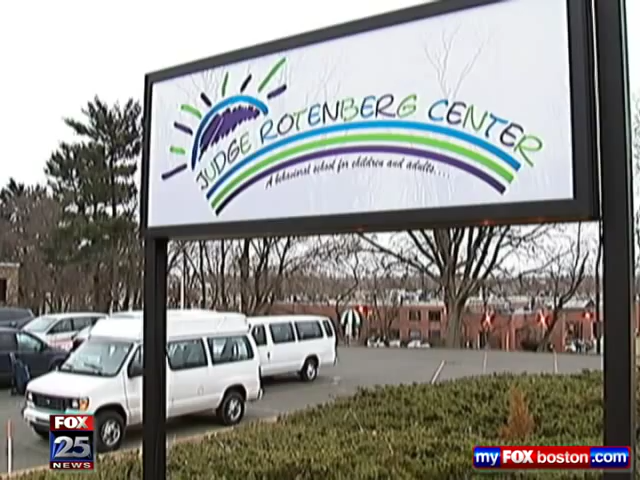 JUDGE ROTENBERG CENTER
A behavioral school for children and adults....
FOX
25
NEWS
myFOXboston.com